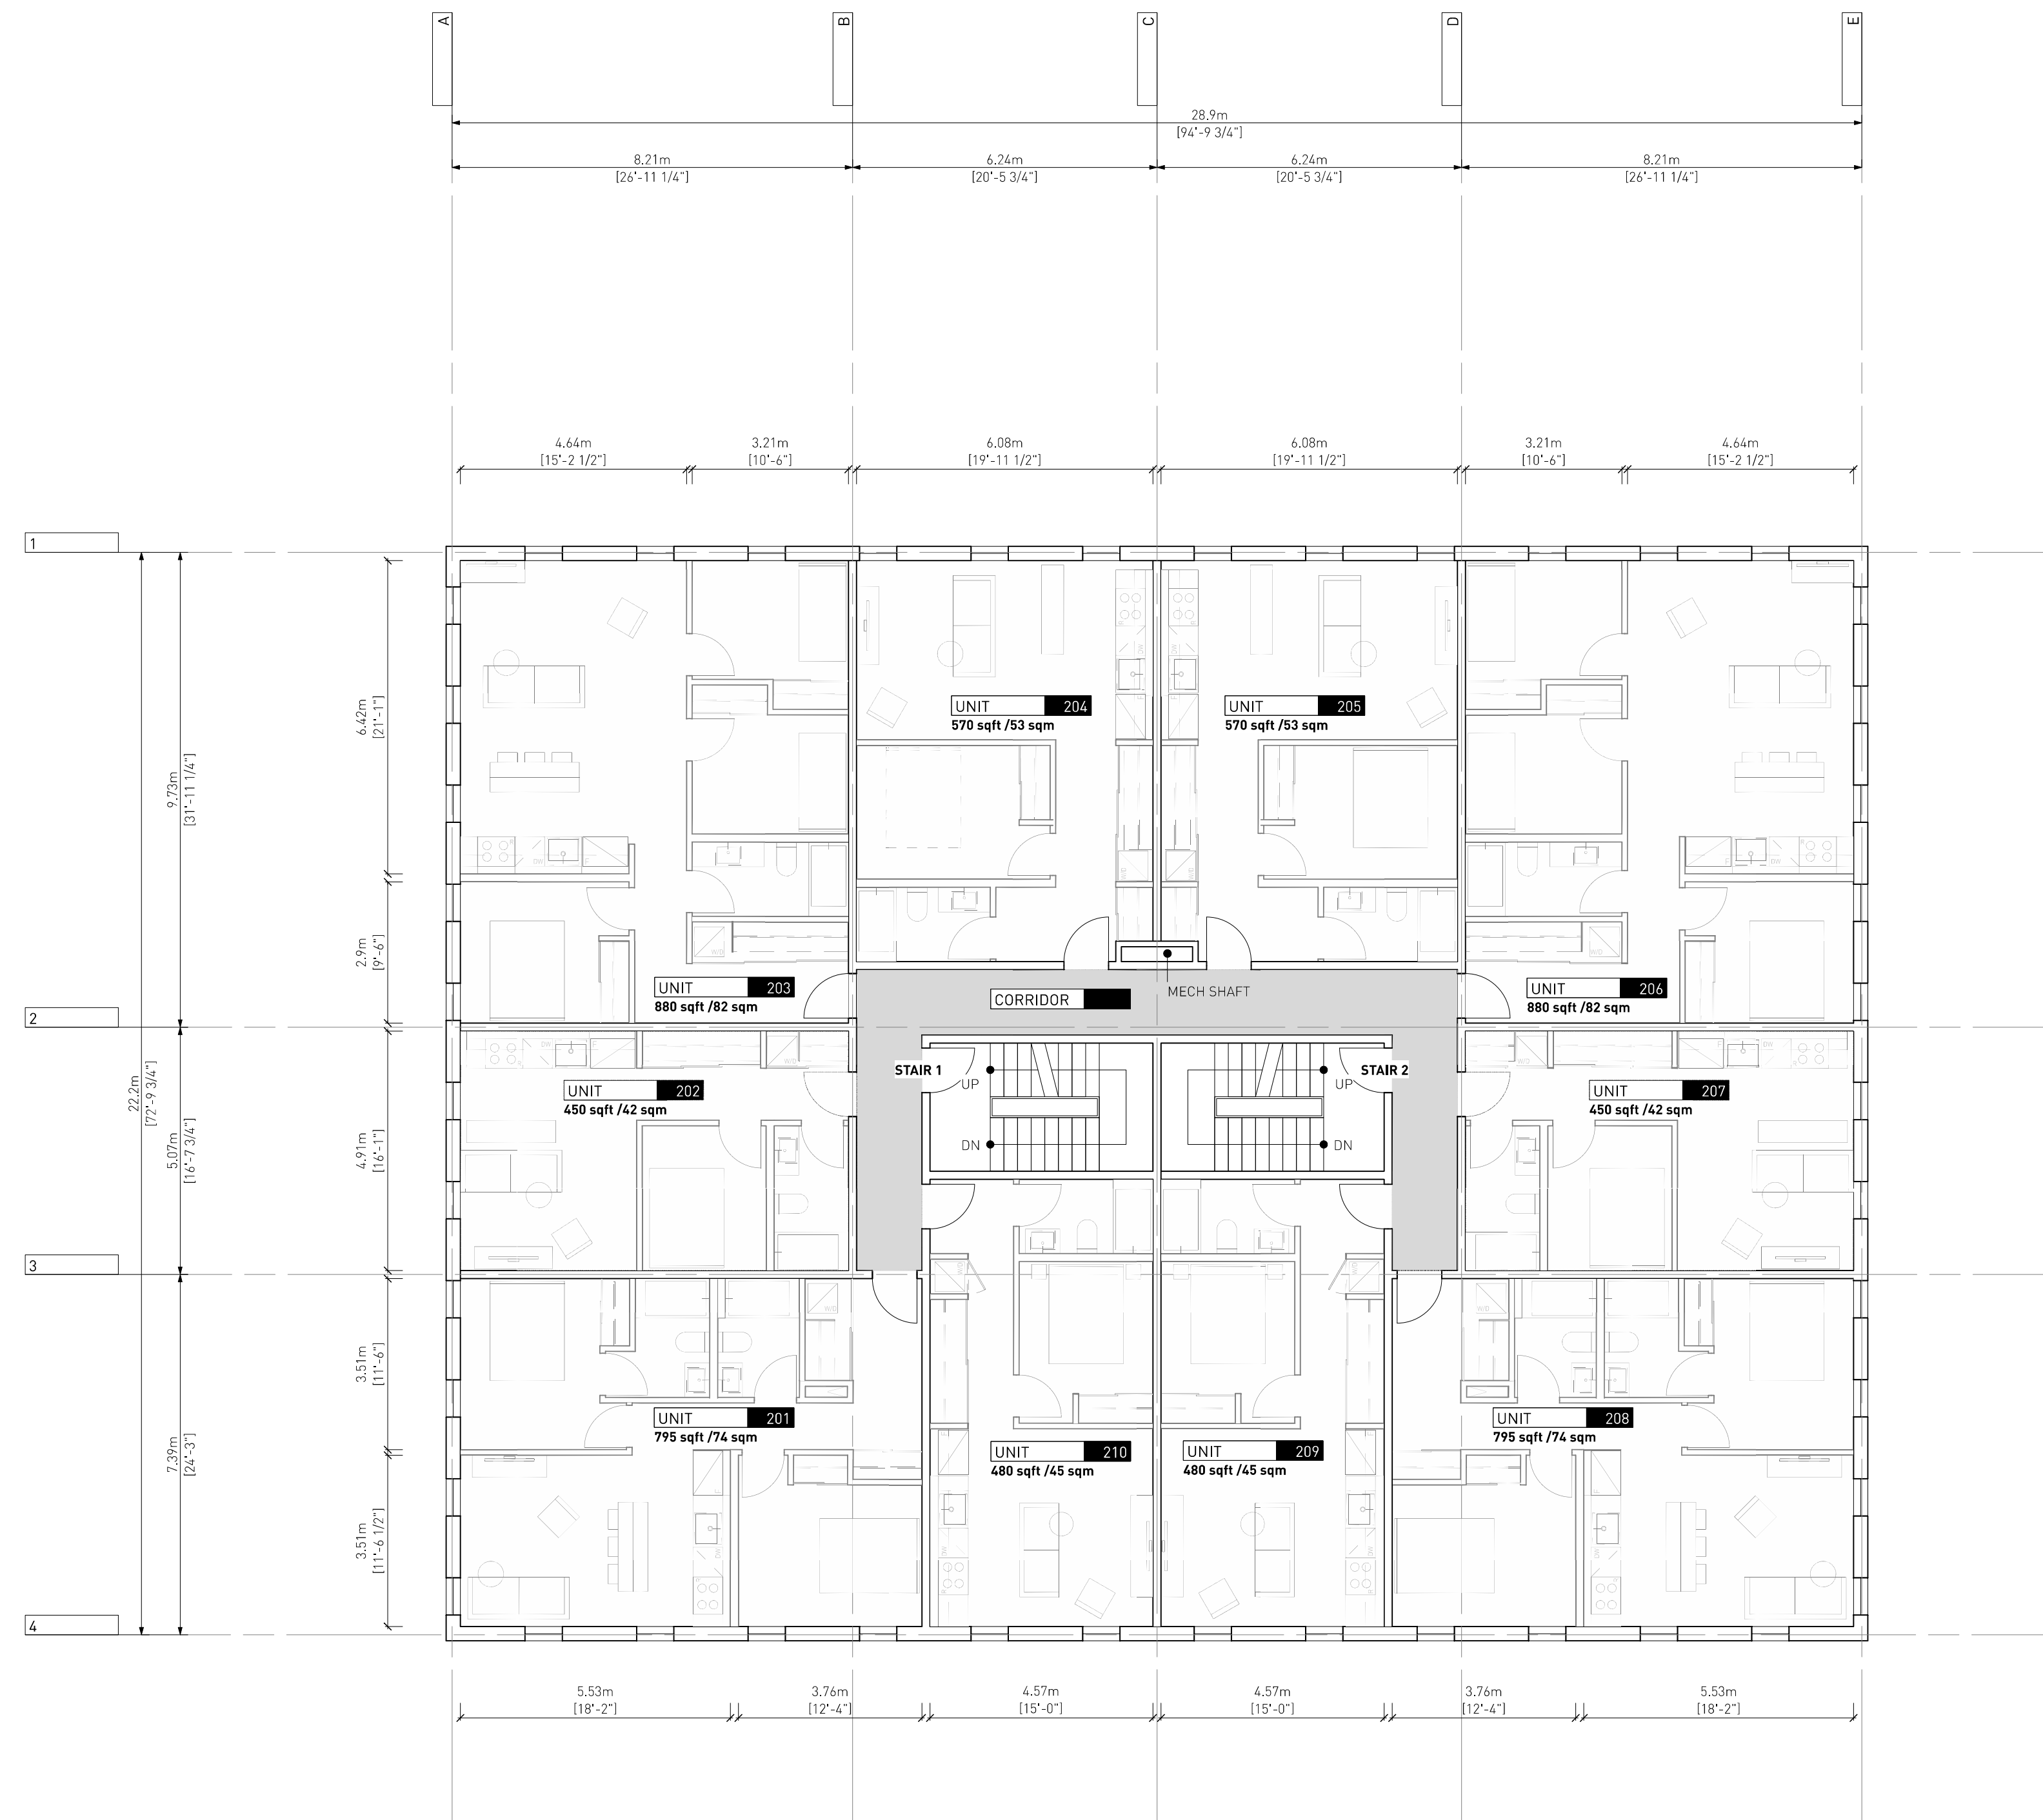 A
B
C
D
E
28.9m
[94'-9 3/4"]
8.21m
[26'-11 1/4"]
6.24m
[20'-5 3/4"]
6.24m
[20'-5 3/4"]
8.21m
[26'-11 1/4"]
4.64m
[15'-2 1/2"]
3.21m
[10'-6"]
6.08m
[19'-11 1/2"]
6.08m
[19'-11 1/2"]
3.21m
[10'-6"]
4.64m
[15'-2 1/2"]
1
2
3
4
22.2m
[72'-9 3/4"]
9.73m
[31'-11 1/4"]
5.07m
[16'-7 3/4"]
7.39m
[24'-3"]
6.42m
[21'-1"]
2.9m
[9'-6"]
4.91m
[16'-1"]
3.51m
[11'-6"]
3.51m
[11'-6 1/2"]
UNIT 204
570 sqft /53 sqm
UNIT 205
570 sqft /53 sqm
DW
DW
DW
F
F
DW
W/D
W/D
W/D
W/D
UNIT 203
880 sqft /82 sqm
CORRIDOR
MECH SHAFT
UNIT 206
880 sqft /82 sqm
DW
F
W/D
W/D
F
DW
UNIT 202
450 sqft /42 sqm
STAIR 1
UP
DN
STAIR 2
UP
DN
UNIT 207
450 sqft /42 sqm
W/D
W/D
W/D
W/D
UNIT 201
795 sqft /74 sqm
UNIT 210
480 sqft /45 sqm
UNIT 209
480 sqft /45 sqm
UNIT 208
795 sqft /74 sqm
DW
DW
DW
DW
5.53m
[18'-2"]
3.76m
[12'-4"]
4.57m
[15'-0"]
4.57m
[15'-0"]
3.76m
[12'-4"]
5.53m
[18'-2"]